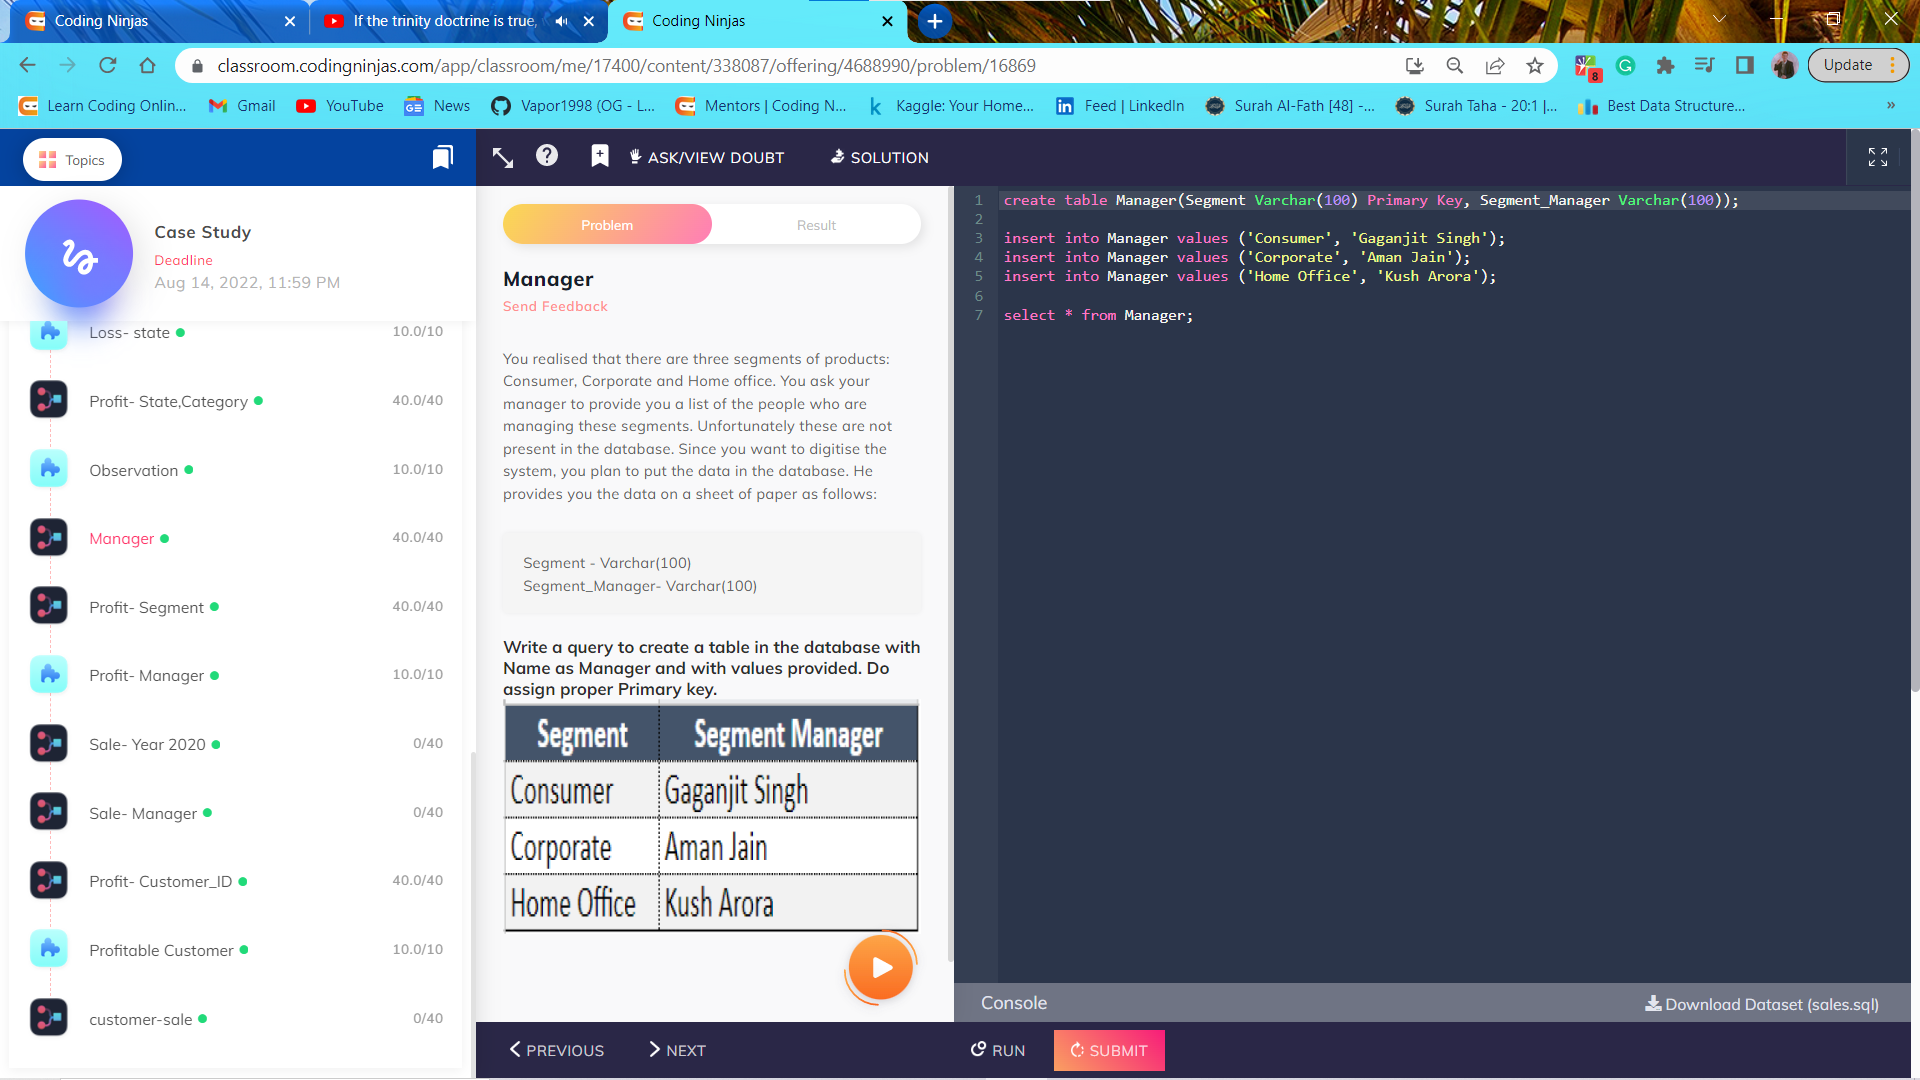 Coding Ninjas
If the trinity doctrine is true,
Coding Ninjas
classroom.codingninjas.com/app/classroom/me/17400/content/338087/offering/4688990/problem/16869
8
Update
Learn Coding Onlin...
Gmail
YouTube
News
Vapor1998 (OG - L...
Mentors | Coding N...
Kaggle: Your Home...
Feed | LinkedIn
Surah Al-Fath [48] -...
Surah Taha - 20:1 |...
Best Data Structure...
»
Topics
ASK/VIEW DOUBT
SOLUTION
Case Study
Deadline
Aug 14, 2022, 11:59 PM
Loss- state 10.0/10
Profit- State,Category 40.0/40
Observation 10.0/10
Manager 40.0/40
Profit- Segment 40.0/40
Profit- Manager 10.0/10
Sale- Year 2020 0/40
Sale- Manager 0/40
Profit- Customer_ID 40.0/40
Profitable Customer 10.0/10
customer-sale 0/40
Problem
Result
Manager
Send Feedback
You realised that there are three segments of products:
Consumer, Corporate and Home office. You ask your
manager to provide you a list of the people who are
managing these segments. Unfortunately these are not
present in the database. Since you want to digitise the
system, you plan to put the data in the database. He
provides you the data on a sheet of paper as follows:
Segment - Varchar(100)
Segment_Manager- Varchar(100)
Write a query to create a table in the database with
Name as Manager and with values provided. Do
assign proper Primary key.
Segment Segment Manager
Consumer Gaganjit Singh
Corporate Aman Jain
Home Office Kush Arora
PREVIOUS
NEXT
1 create table Manager(Segment Varchar(100) Primary Key, Segment_Manager Varchar(100));
2
3 insert into Manager values ('Consumer', 'Gaganjit Singh');
4 insert into Manager values ('Corporate', 'Aman Jain');
5 insert into Manager values ('Home Office', 'Kush Arora');
6
7 select * from Manager;
Console
Download Dataset (sales.sql)
RUN
SUBMIT